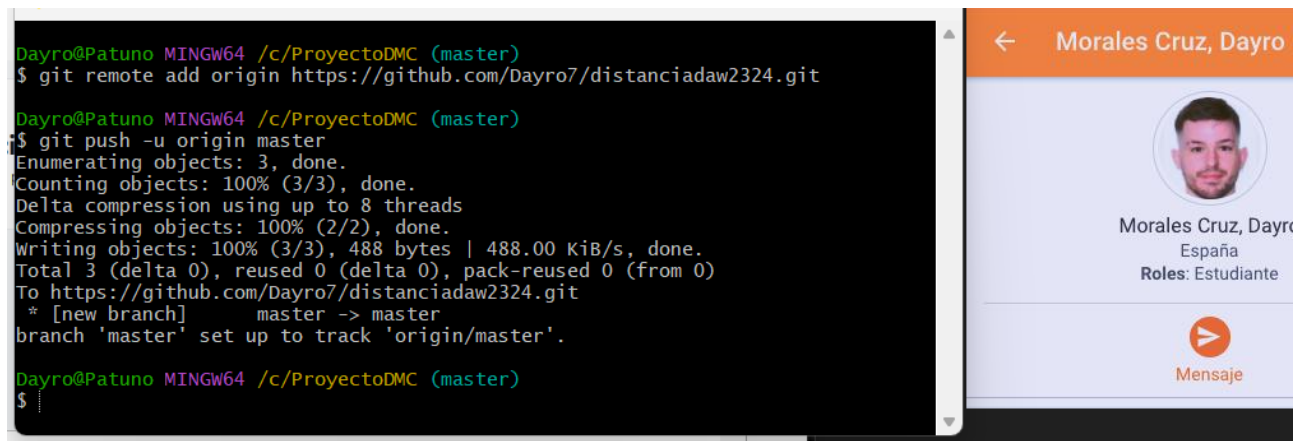 Dayro@Patuno MINGW64 /c/ProyectoDMC (master)
$ git remote add origin https://github.com/Dayro7/distanciadaw2324.git
Dayro@Patuno MINGW64 /c/ProyectoDMC (master)
$ git push -u origin master
Enumerating objects: 3, done.
Counting objects: 100% (3/3), done.
Delta compression using up to 8 threads
Compressing objects: 100% (2/2), done.
Writing objects: 100% (3/3), 488 bytes | 488.00 KiB/s, done.
Total 3 (delta 0), reused 0 (delta 0), pack-reused 0 (from 0)
To https://github.com/Dayro7/distanciadaw2324.git
 * [new branch]      master -> master
branch 'master' set up to track 'origin/master'.
Dayro@Patuno MINGW64 /c/ProyectoDMC (master)
$
Morales Cruz, Dayro
Morales Cruz, Dayro
España
Roles: Estudiante
Mensaje